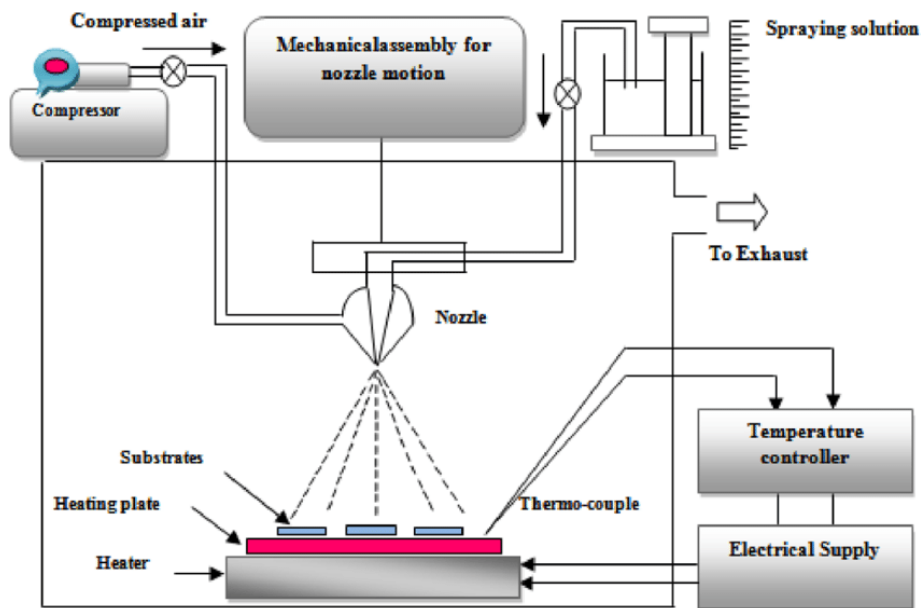 Compressed air
Mechanicalassembly for
nozzle motion
Spraying solution
Compressor
To Exhaust
Nozzle
Substrates
Heating plate
Thermo-couple
Temperature
controller
Heater
Electrical Supply